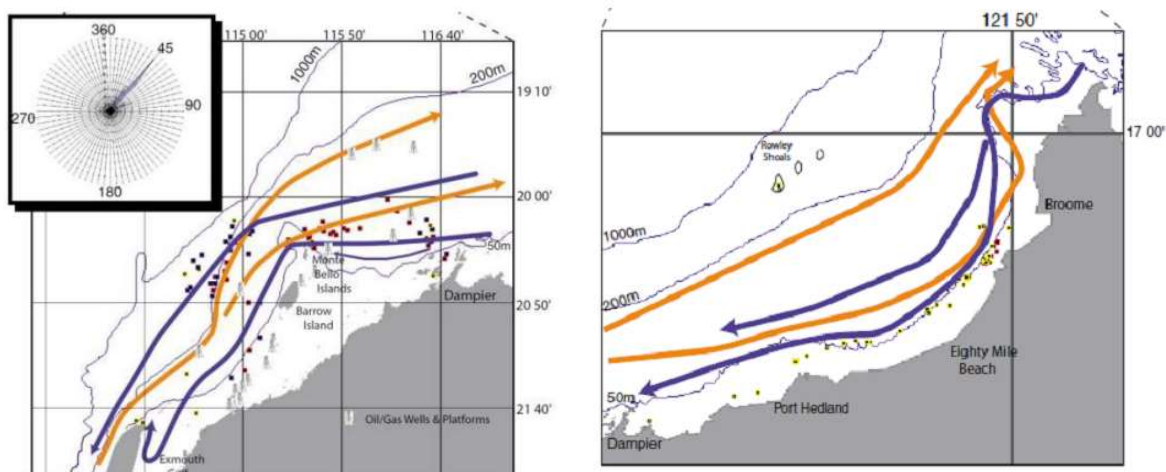 360
45
90
270
180
115 00'
115 50'
116 40'
1000m
200m
19 10'
20 00'
50m
Monte
Bello
Islands
Dampier
Barrow
Island
20 50'
21 40'
Oil/Gas Wells & Platforms
Exmouth
121 50'
17 00'
Rowley
Shoals
Broome
1000m
200m
Eighty Mile
Beach
50m
Port Hedland
Dampier